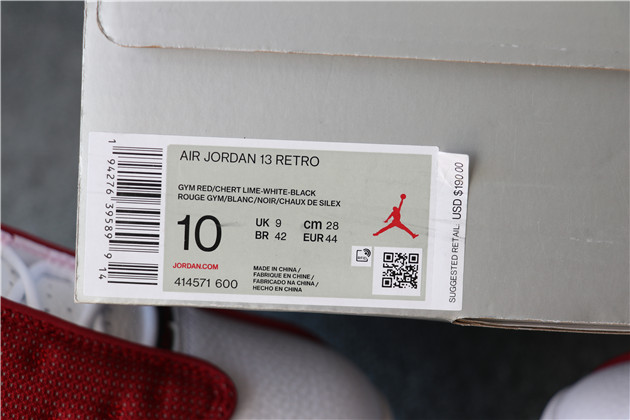 AIR JORDAN 13 RETRO
GYM RED/CHERT LIME-WHITE-BLACK
ROUGE GYM/BLANC/NOIR/CHAUX DE SILEX
10
UK 9
cm 28
BR 42
EUR 44
JORDAN.COM
414571 600
MADE IN CHINA /
FABRIQUE EN CHINE /
FABRICADO NA CHINA /
HECHO EN CHINA
RFID
1 94276 39589 9 14
SUGGESTED RETAIL: USD $190.00